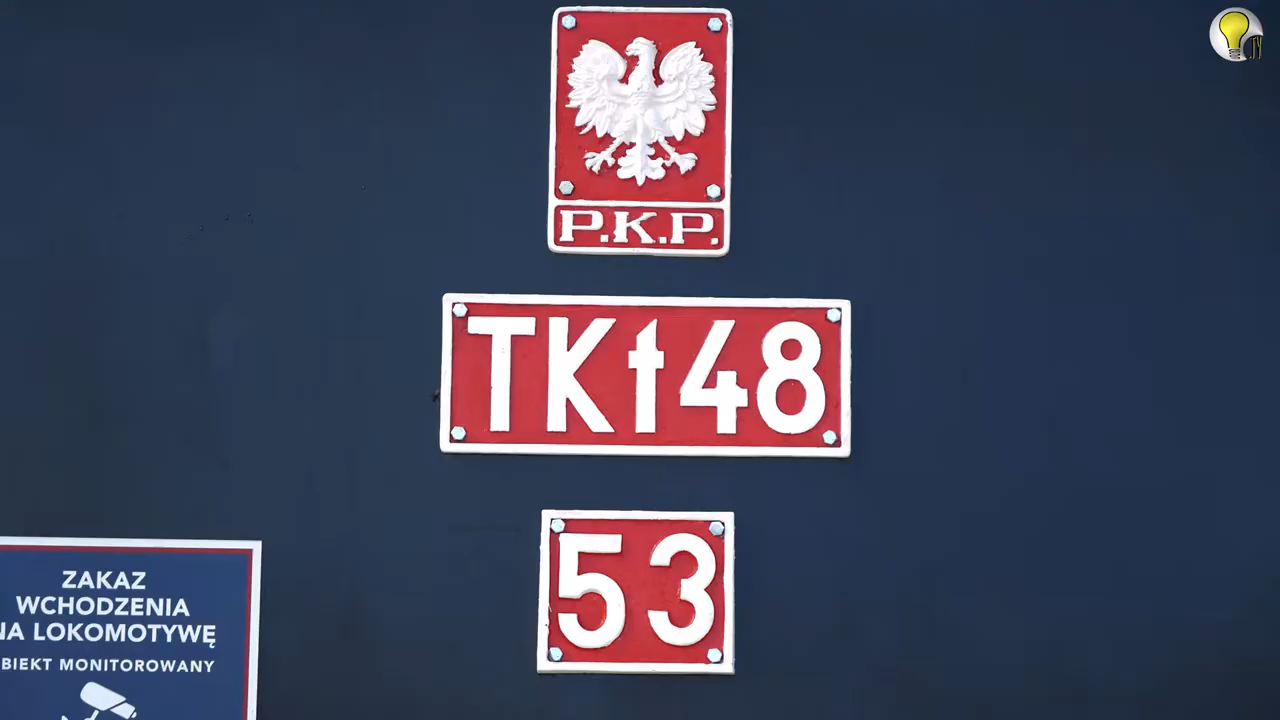 P.K.P.
TKt48
53
ZAKAZ
WCHODZENIA
NA LOKOMOTYWĘ
BIEKT MONITOROWANY